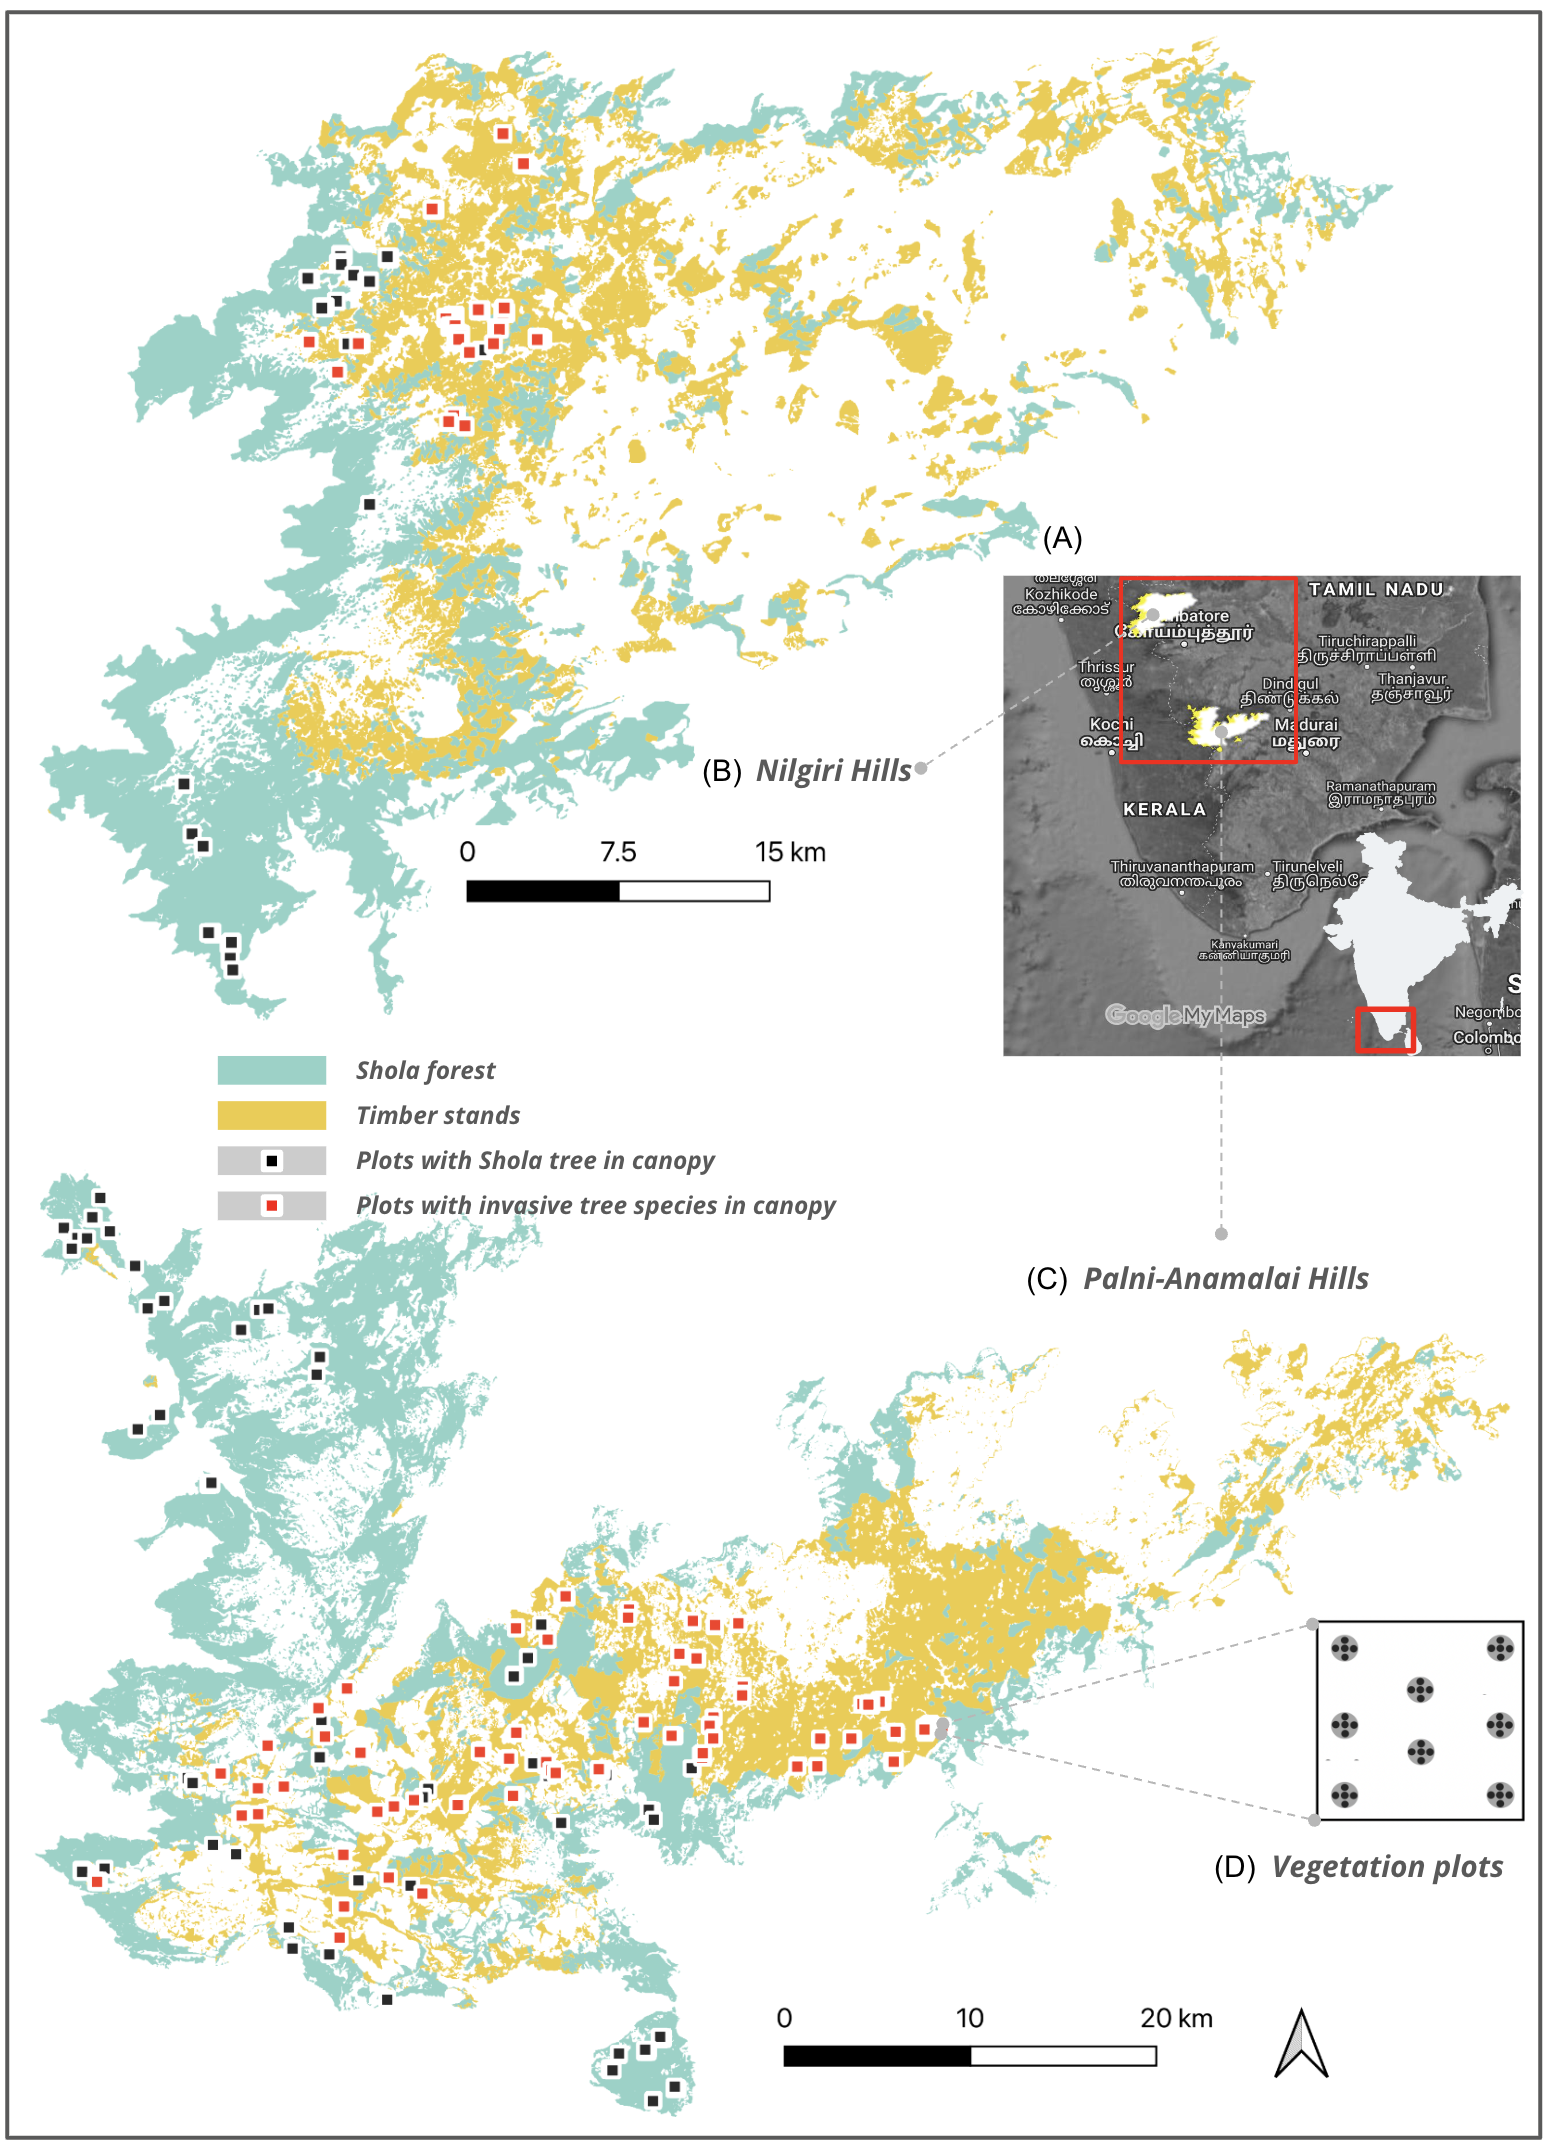 (A)
തലശ്ശേരി
Kozhikode
കോഴിക്കോട്
TAMIL NADU
கோயம்புத்தூர்
Tiruchirappalli
திருச்சிராப்பள்ளி
Thrissur
തൃശ്ശൂർ
Dindigul
திண்டுக்கல்
Thanjavur
தஞ்சாவூர்
Kochi
കൊച്ചി
Madurai
மதுரை
KERALA
Ramanathapuram
இராமநாதபுரம்
Thiruvananthapuram
തിരുവനന്തപുരം
Tirunelveli
Kanyakumari
கன்னியாகுமரி
Google My Maps
Negombo
Colombo
(B) Nilgiri Hills
0 7.5 15 km
Shola forest
Timber stands
Plots with Shola tree in canopy
Plots with invasive tree species in canopy
(C) Palni-Anamalai Hills
(D) Vegetation plots
0 10 20 km